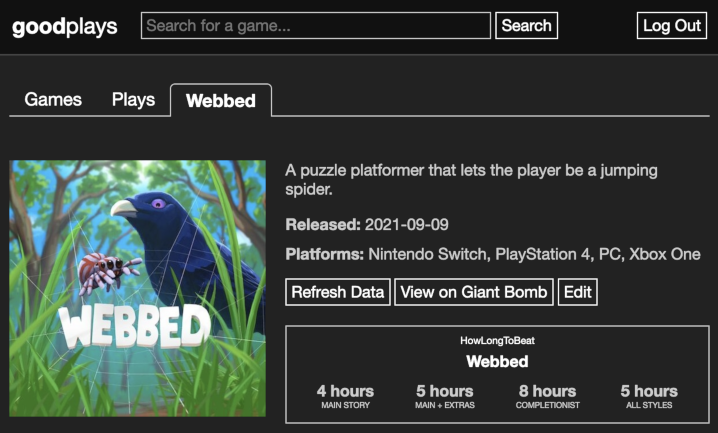 goodplays
Search for a game...
Search
Log Out
Games
Plays
Webbed
A puzzle platformer that lets the player be a jumping
spider.
Released: 2021-09-09
Platforms: Nintendo Switch, PlayStation 4, PC, Xbox One
Refresh Data
View on Giant Bomb
Edit
WEBBED
HowLongToBeat
Webbed
4 hours
MAIN STORY
5 hours
MAIN + EXTRAS
8 hours
COMPLETIONIST
5 hours
ALL STYLES